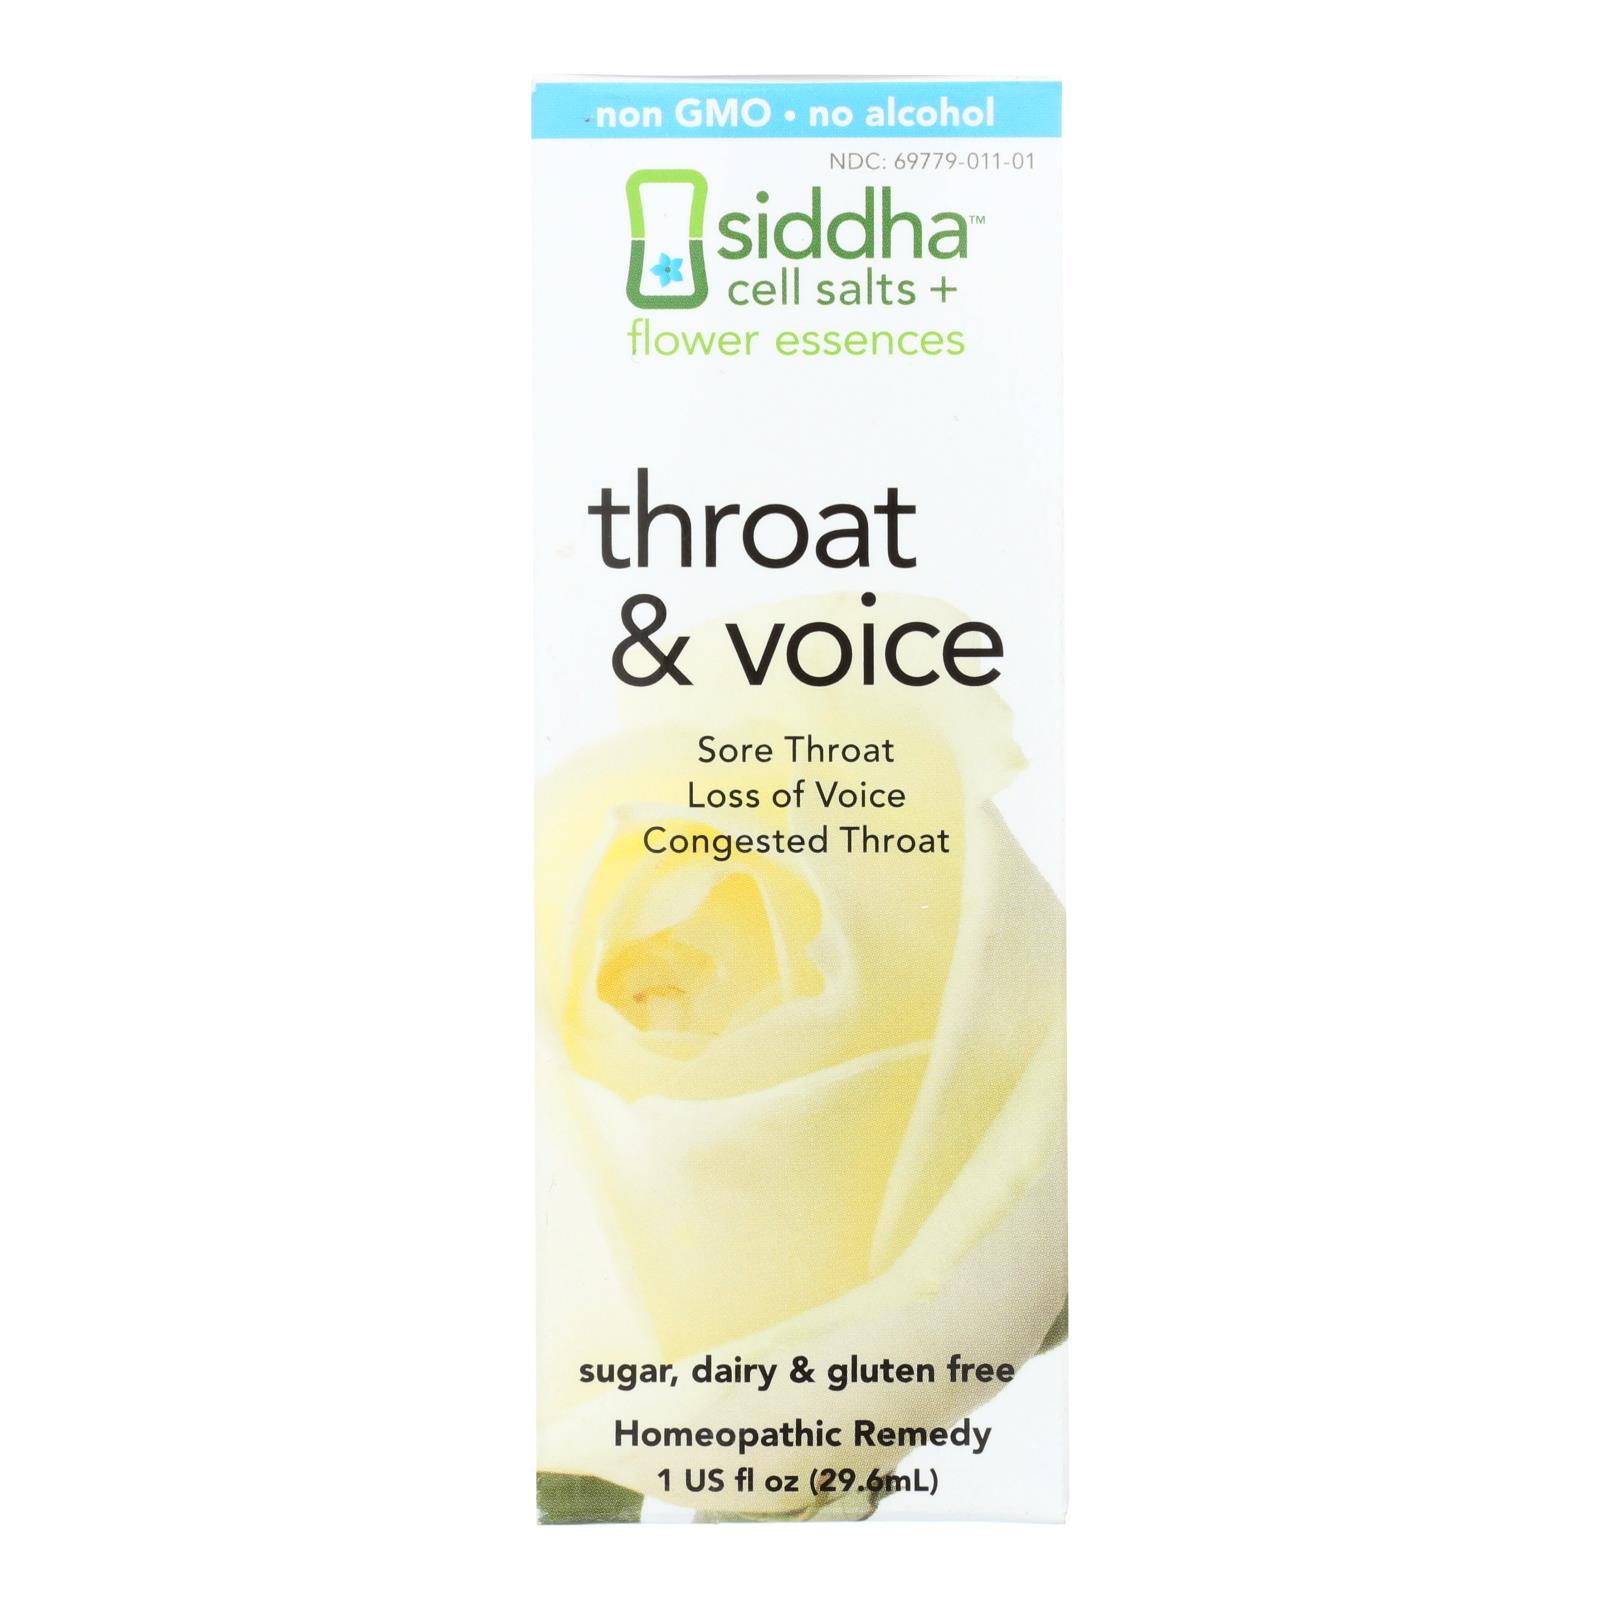 non GMO • no alcohol
NDC: 69779-011-01
siddha™
cell salts +
flower essences
throat
& voice
Sore Throat
Loss of Voice
Congested Throat
sugar, dairy & gluten free
Homeopathic Remedy
1 US fl oz (29.6mL)